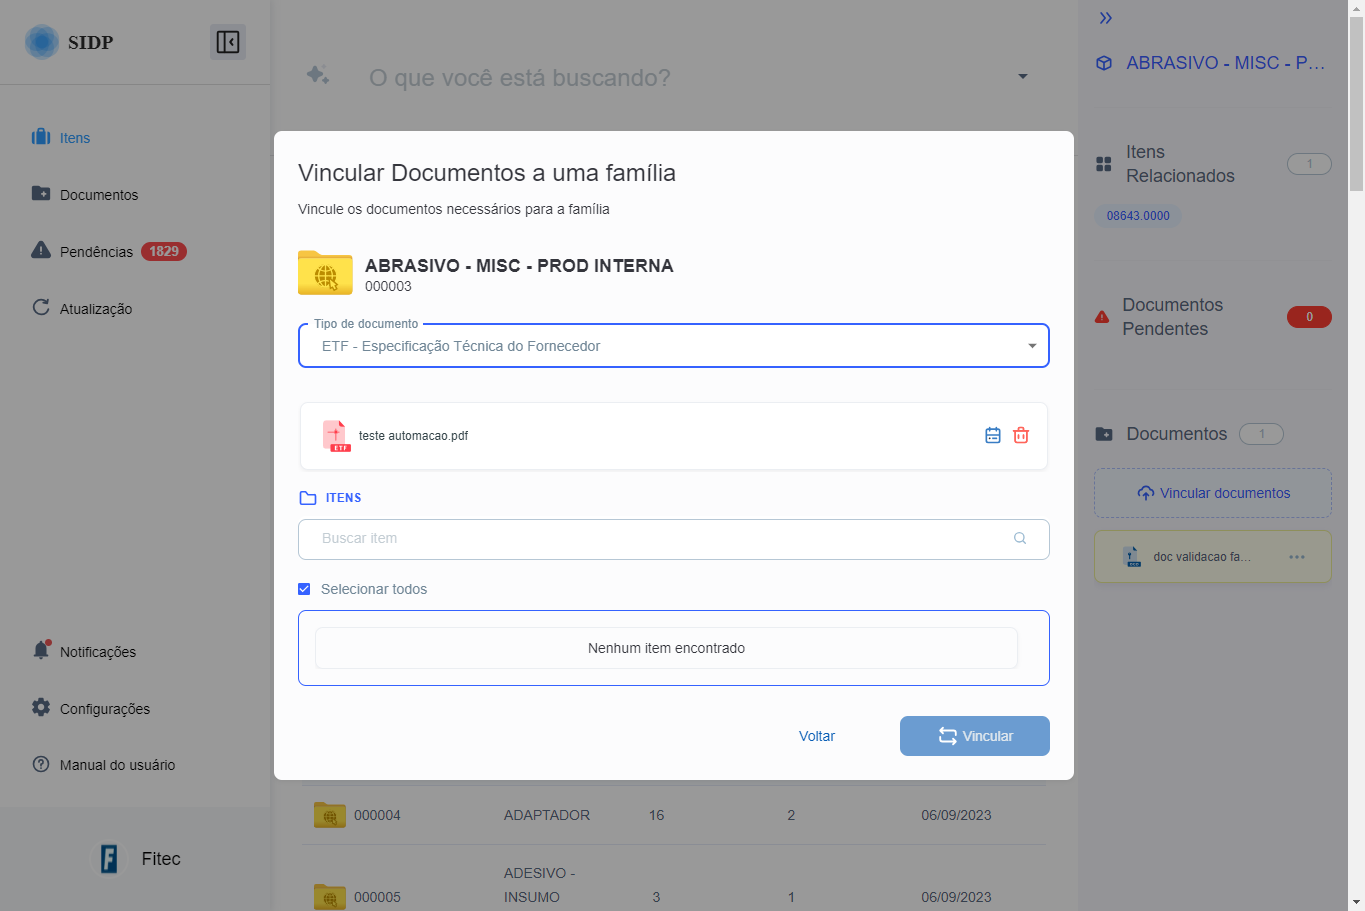 SIDP
Itens
Documentos
Pendências 1829
Atualização
Notificações
Configurações
Manual do usuário
Fitec
O que você está buscando?
Vincular Documentos a uma família
Vincule os documentos necessários para a família
ABRASIVO - MISC - PROD INTERNA
000003
Tipo de documento
ETF - Especificação Técnica do Fornecedor
ETF
teste automacao.pdf
ITENS
Buscar item
Selecionar todos
Nenhum item encontrado
Voltar
Vincular
000004 ADAPTADOR 16 2 06/09/2023
ADESIVO -
000005 INSUMO 3 1 06/09/2023
ABRASIVO - MISC - P...
Itens
Relacionados
1
08643.0000
Documentos
Pendentes
0
Documentos 1
Vincular documentos
doc validacao fa...